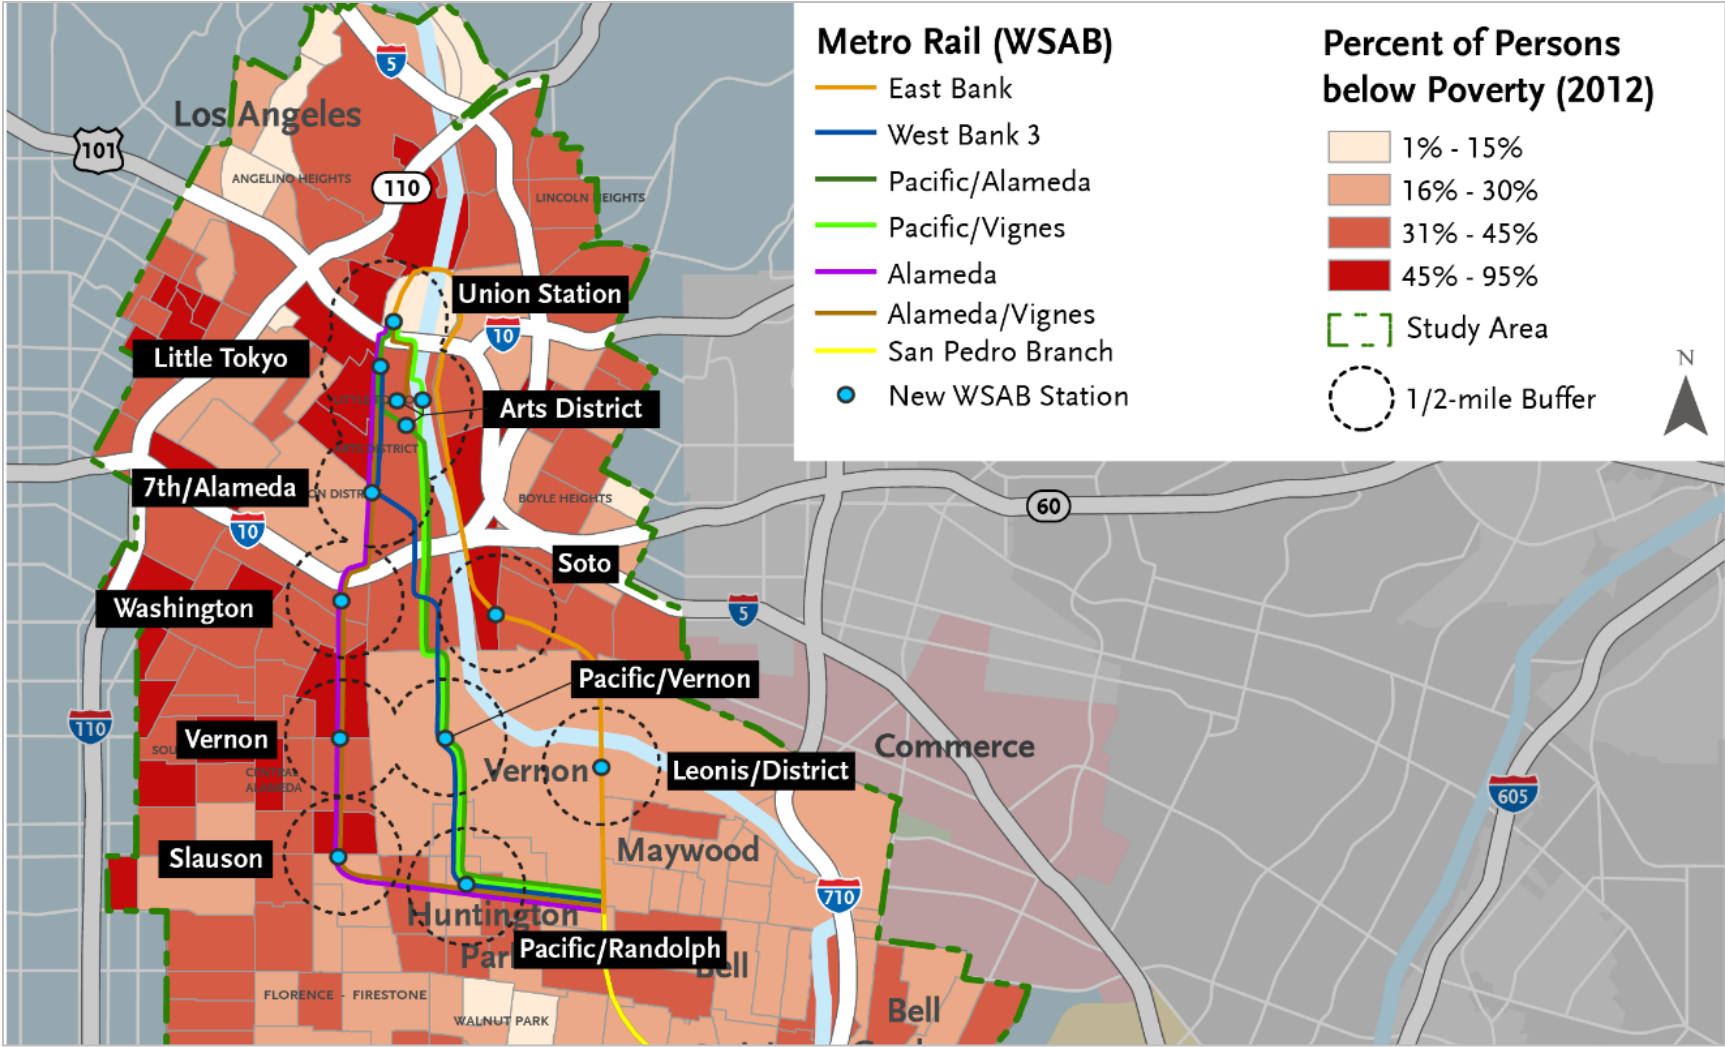 Metro Rail (WSAB)
East Bank
West Bank 3
Pacific/Alameda
Pacific/Vignes
Alameda
Alameda/Vignes
San Pedro Branch
New WSAB Station
Percent of Persons
below Poverty (2012)
1% - 15%
16% - 30%
31% - 45%
45% - 95%
Study Area
1/2-mile Buffer
N
5
Los Angeles
101
ANGELINO HEIGHTS
110
LINCOLN HEIGHTS
Union Station
10
Little Tokyo
Arts District
DISTRICT
7th/Alameda
BOYLE HEIGHTS
60
10
Soto
Washington
5
Pacific/Vernon
110
Vernon
Commerce
Vernon
Leonis/District
CENTRAL
ALAMEDA
605
Slauson
Maywood
710
Huntington
Pacific/Randolph
Bell
FLORENCE - FIRESTONE
Bell
WALNUT PARK